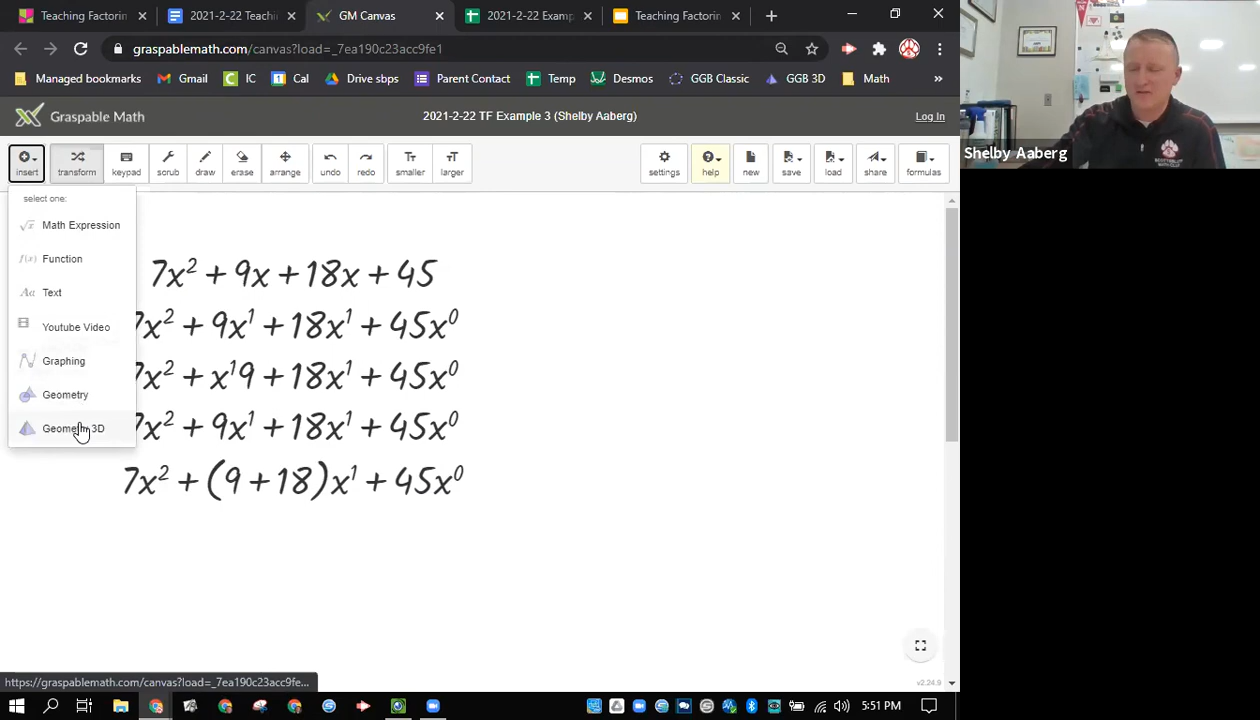 Teaching Factorin
2021-2-22 Teachi
GM Canvas
2021-2-22 Examp
Teaching Factorin
graspablemath.com/canvas?load=_7ea190c23acc9fe1
Managed bookmarks
Gmail
IC
Cal
Drive sbps
Parent Contact
Temp
Desmos
GGB Classic
GGB 3D
Math
»
Graspable Math
2021-2-22 TF Example 3 (Shelby Aaberg)
Log In
insert
transform
keypad
scrub
draw
erase
arrange
undo
redo
smaller
larger
settings
help
new
save
load
share
formulas
select one:
Math Expression
Function
Text
Youtube Video
Graphing
Geometry
7x² + 9x + 18x + 45
7x² + 9x¹ + 18x¹ + 45x⁰
7x² + x¹9 + 18x¹ + 45x⁰
7x² + 9x¹ + 18x¹ + 45x⁰
7x² + (9 + 18)x¹ + 45x⁰
https://graspablemath.com/canvas?load=_7ea190c23acc9fe...
v2.24.9
5:51 PM
Shelby Aaberg